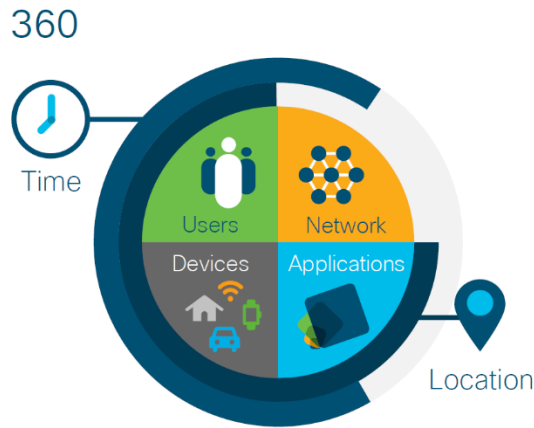 360
Time
Users
Network
Devices
Applications
Location